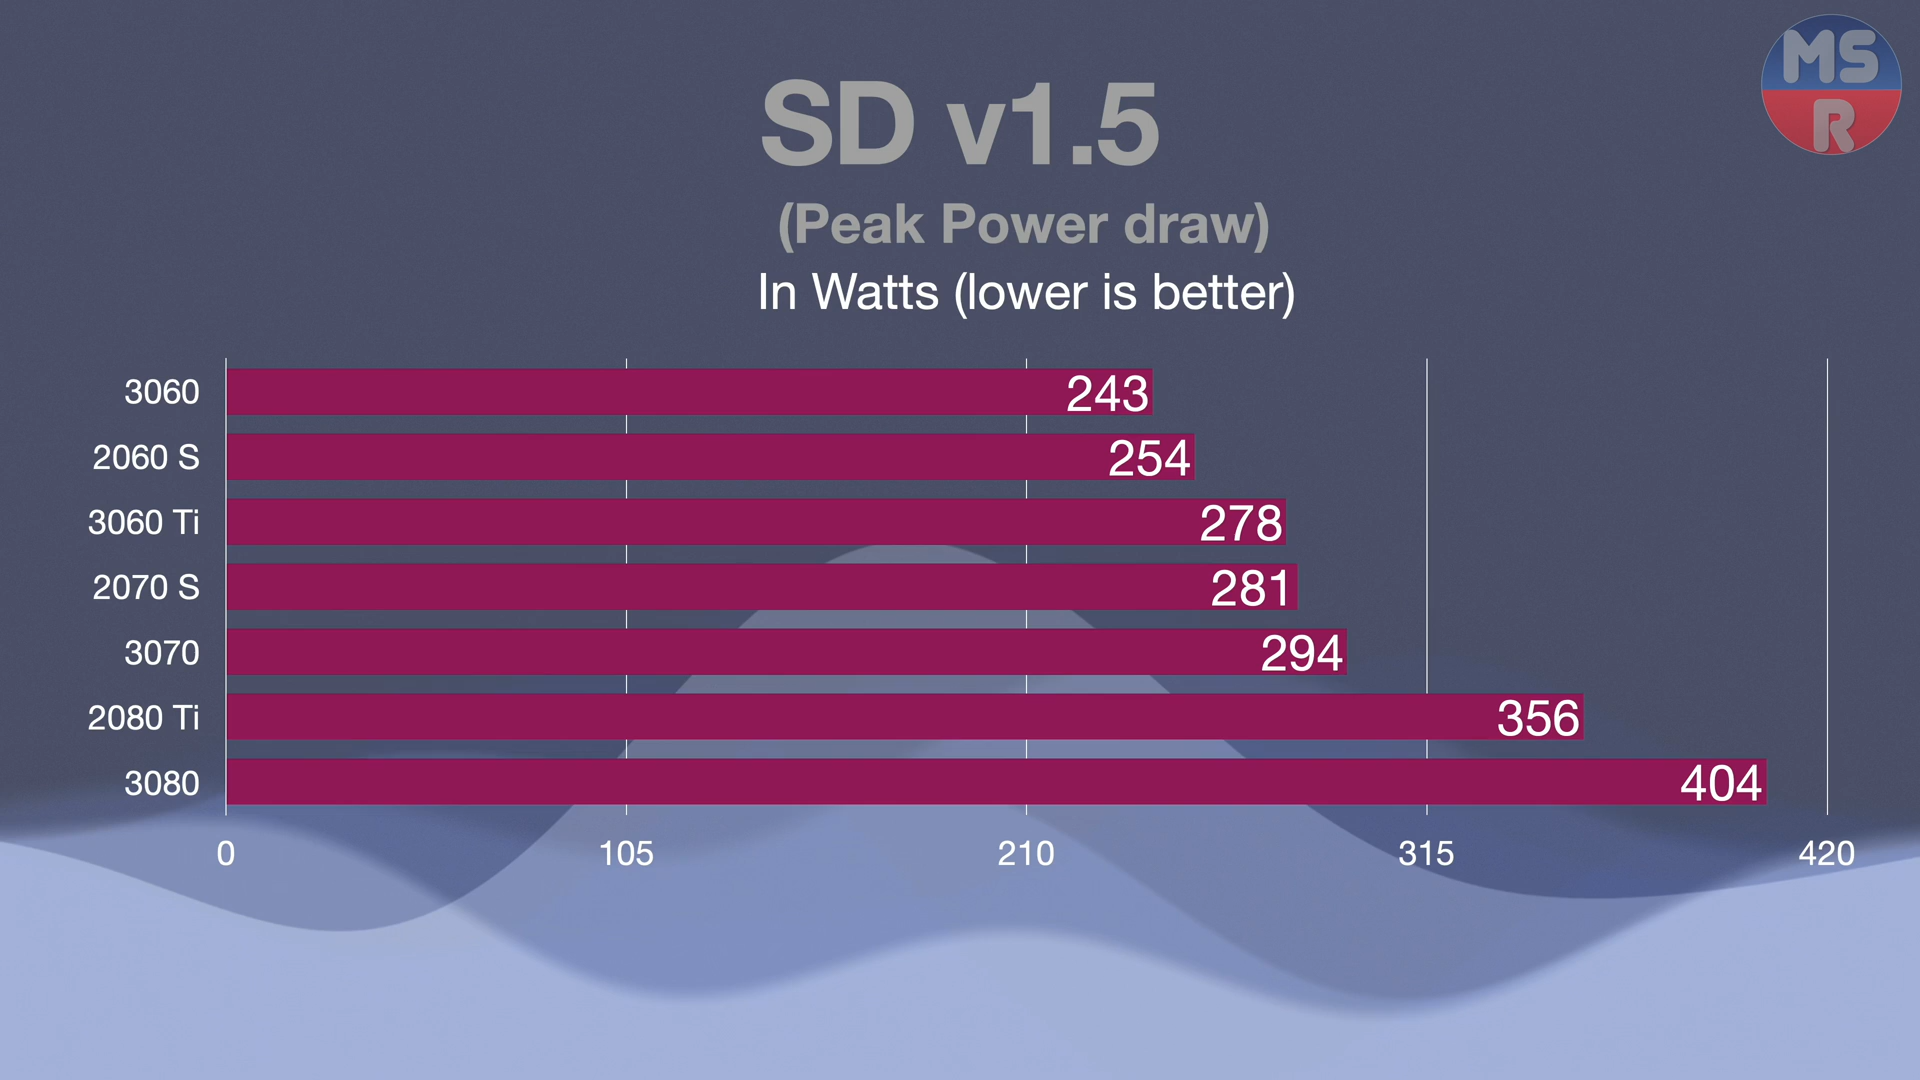 MS
R
SD v1.5
(Peak Power draw)
In Watts (lower is better)
3060 243
2060 S 254
3060 Ti 278
2070 S 281
3070 294
2080 Ti 356
3080 404
0 105 210 315 420